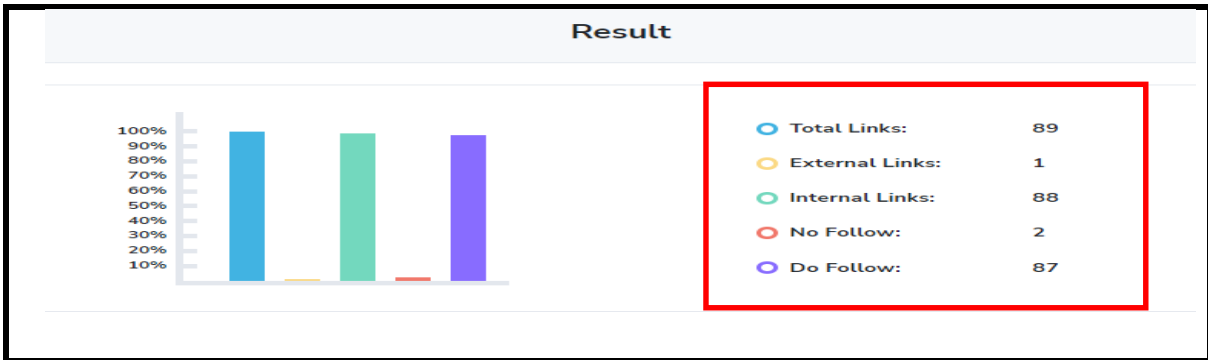 Result
100%
90%
80%
70%
60%
50%
40%
30%
20%
10%
Total Links: 89
External Links: 1
Internal Links: 88
No Follow: 2
Do Follow: 87